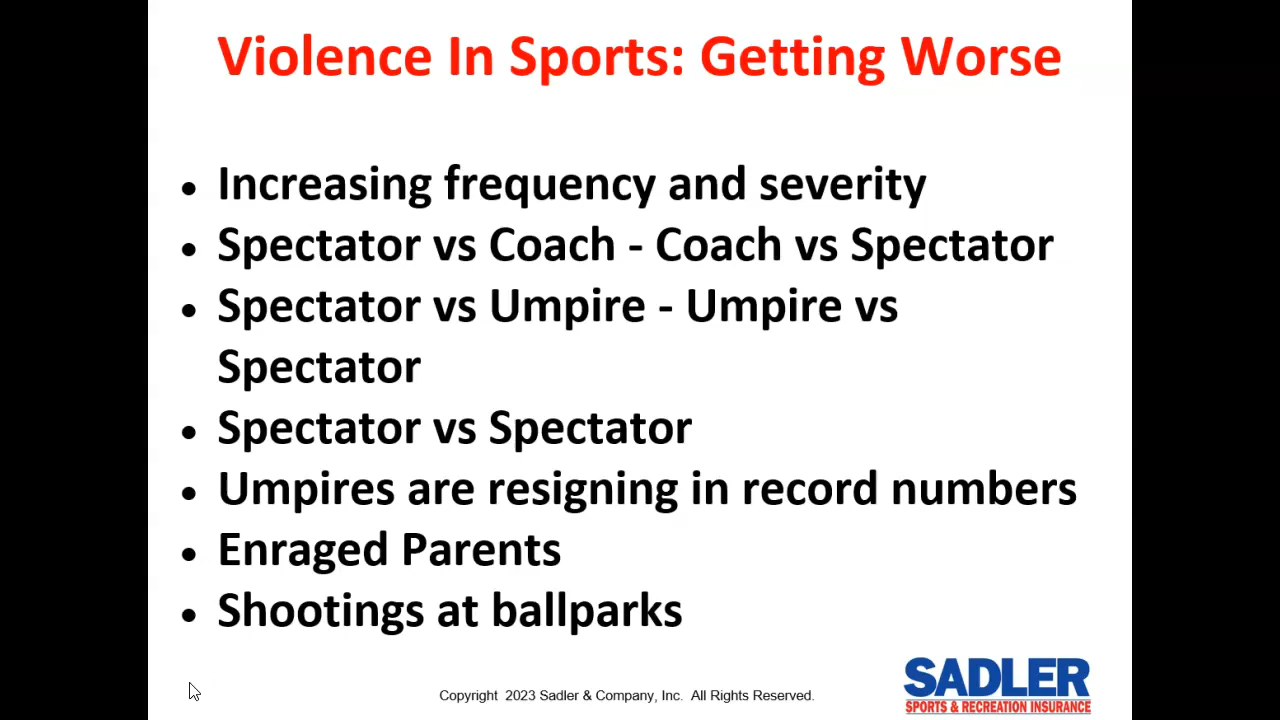 Violence In Sports: Getting Worse
• Increasing frequency and severity
• Spectator vs Coach - Coach vs Spectator
• Spectator vs Umpire - Umpire vs
Spectator
• Spectator vs Spectator
• Umpires are resigning in record numbers
• Enraged Parents
• Shootings at ballparks
Copyright 2023 Sadler & Company, Inc. All Rights Reserved.
SADLER
SPORTS & RECREATION INSURANCE